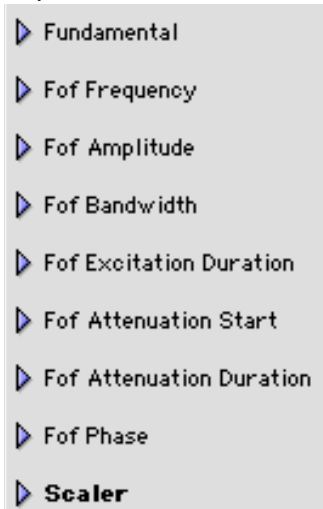 Fundamental
Fof Frequency
Fof Amplitude
Fof Bandwidth
Fof Excitation Duration
Fof Attenuation Start
Fof Attenuation Duration
Fof Phase
Scaler